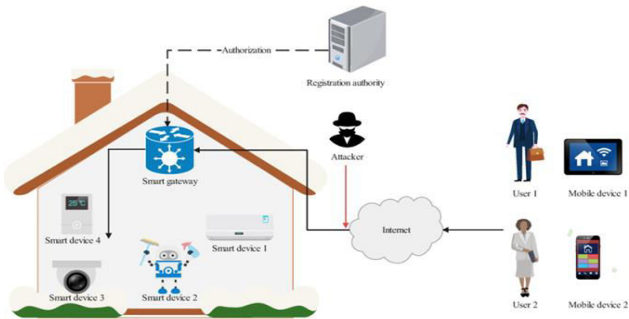 Authorization
Registration authority
Attacker
Smart gateway
User 1
Mobile device 1
25℃
Smart device 4
Smart device 1
Internet
Smart device 3
Smart device 2
User 2
Mobile device 2